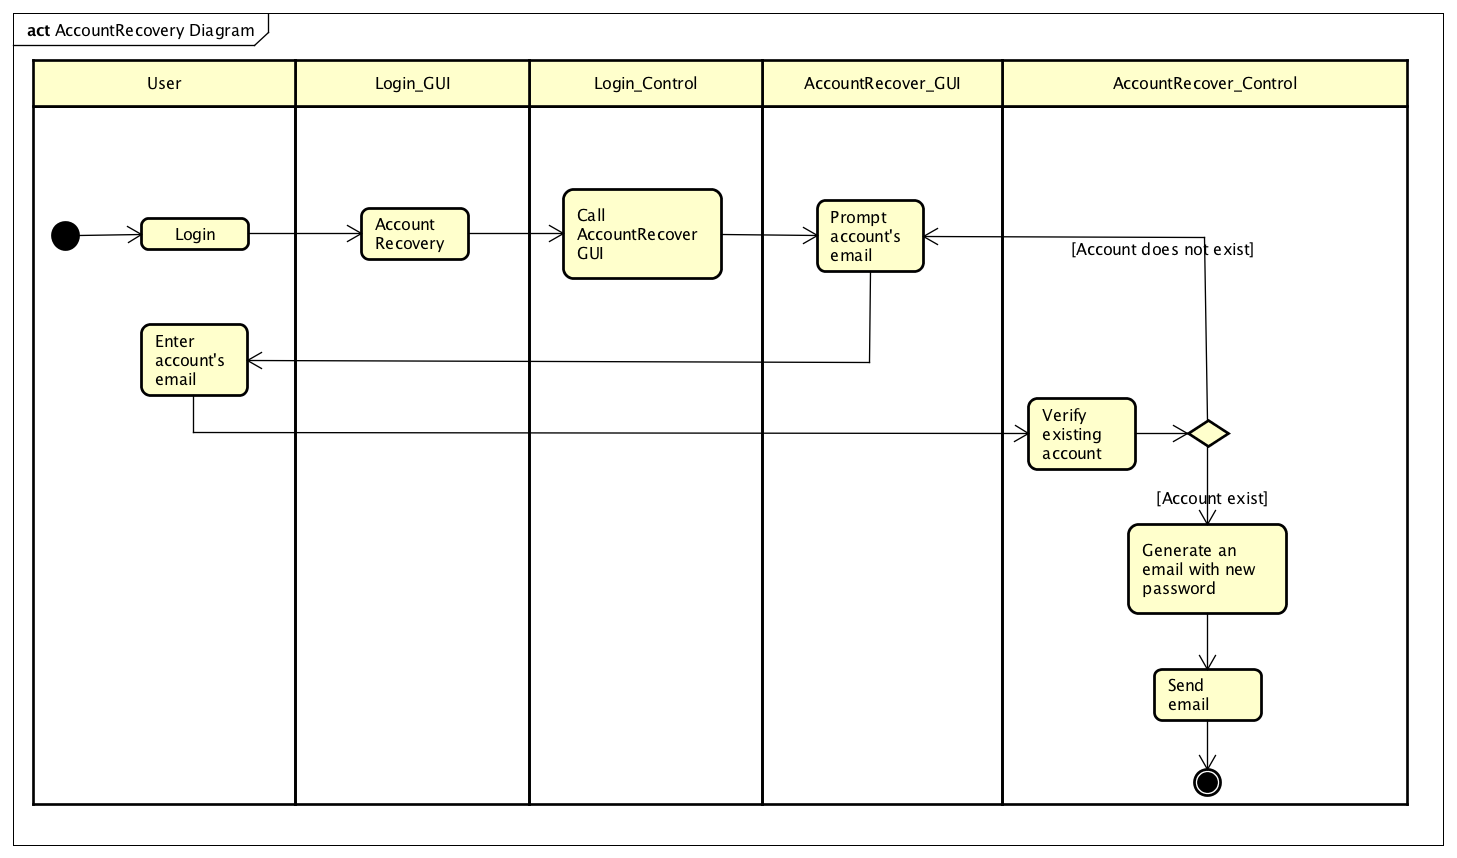 act AccountRecovery Diagram
User
Login_GUI
Login_Control
AccountRecover_GUI
AccountRecover_Control
Login
Account
Recovery
Call
AccountRecover
GUI
Prompt
account's
email
[Account does not exist]
Enter
account's
email
Verify
existing
account
[Account exist]
Generate an
email with new
password
Send
email